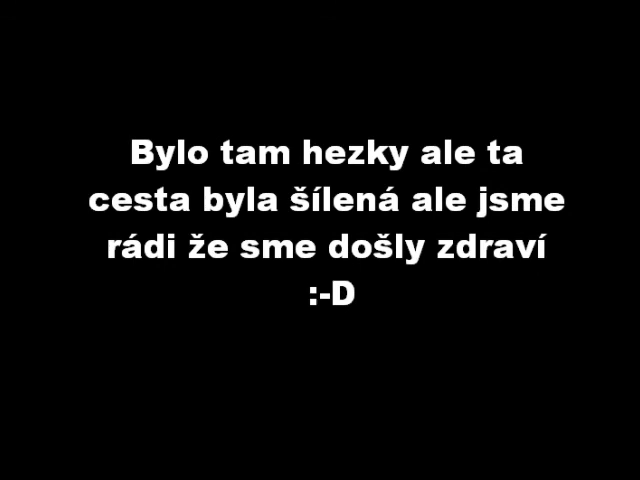 Bylo tam hezky ale ta
cesta byla šílená ale jsme
rádi že sme došly zdraví
:-D